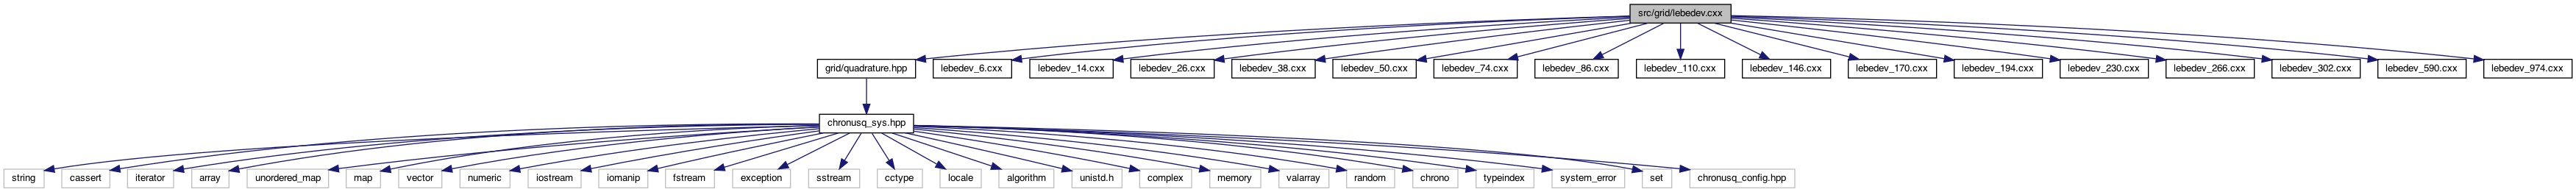 src/grid/lebedev.cxx
grid/quadrature.hpp
lebedev_6.cxx
lebedev_14.cxx
lebedev_26.cxx
lebedev_38.cxx
lebedev_50.cxx
lebedev_74.cxx
lebedev_86.cxx
lebedev_110.cxx
lebedev_146.cxx
lebedev_170.cxx
lebedev_194.cxx
lebedev_230.cxx
lebedev_266.cxx
lebedev_302.cxx
lebedev_590.cxx
lebedev_974.cxx
chronusq_sys.hpp
string
cassert
iterator
array
unordered_map
map
vector
numeric
iostream
iomanip
fstream
exception
sstream
cctype
locale
algorithm
unistd.h
complex
memory
valarray
random
chrono
typeindex
system_error
set
chronusq_config.hpp